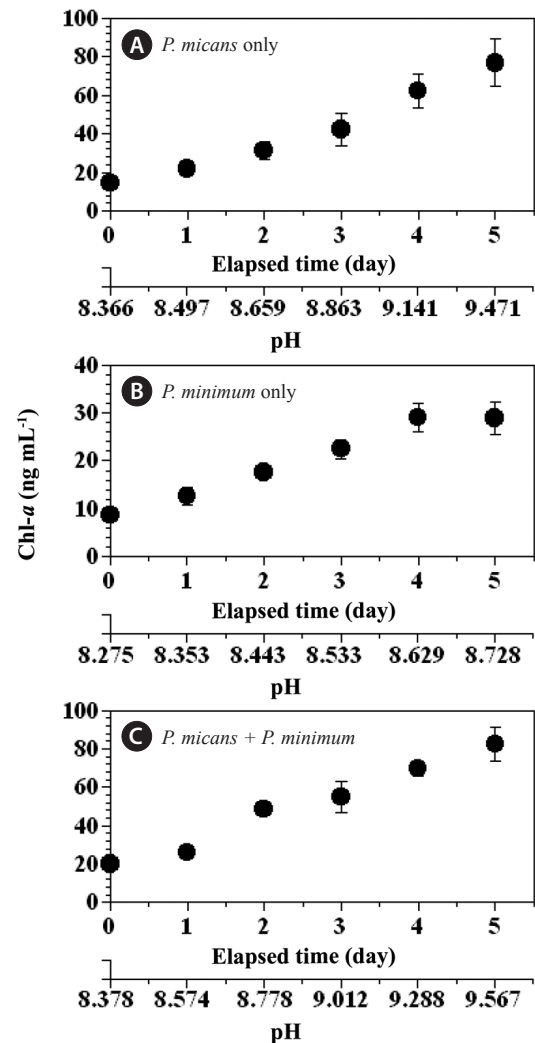 100
A P. micans only
80
60
40
20
0
0 1 2 3 4 5
Elapsed time (day)
8.366 8.497 8.659 8.863 9.141 9.471
pH
40
B P. minimum only
30
20
10
0
0 1 2 3 4 5
Elapsed time (day)
8.275 8.353 8.443 8.533 8.629 8.728
pH
Chl-a (ng mL⁻¹)
100
C P. micans + P. minimum
80
60
40
20
0
0 1 2 3 4 5
Elapsed time (day)
8.378 8.574 8.778 9.012 9.288 9.567
pH